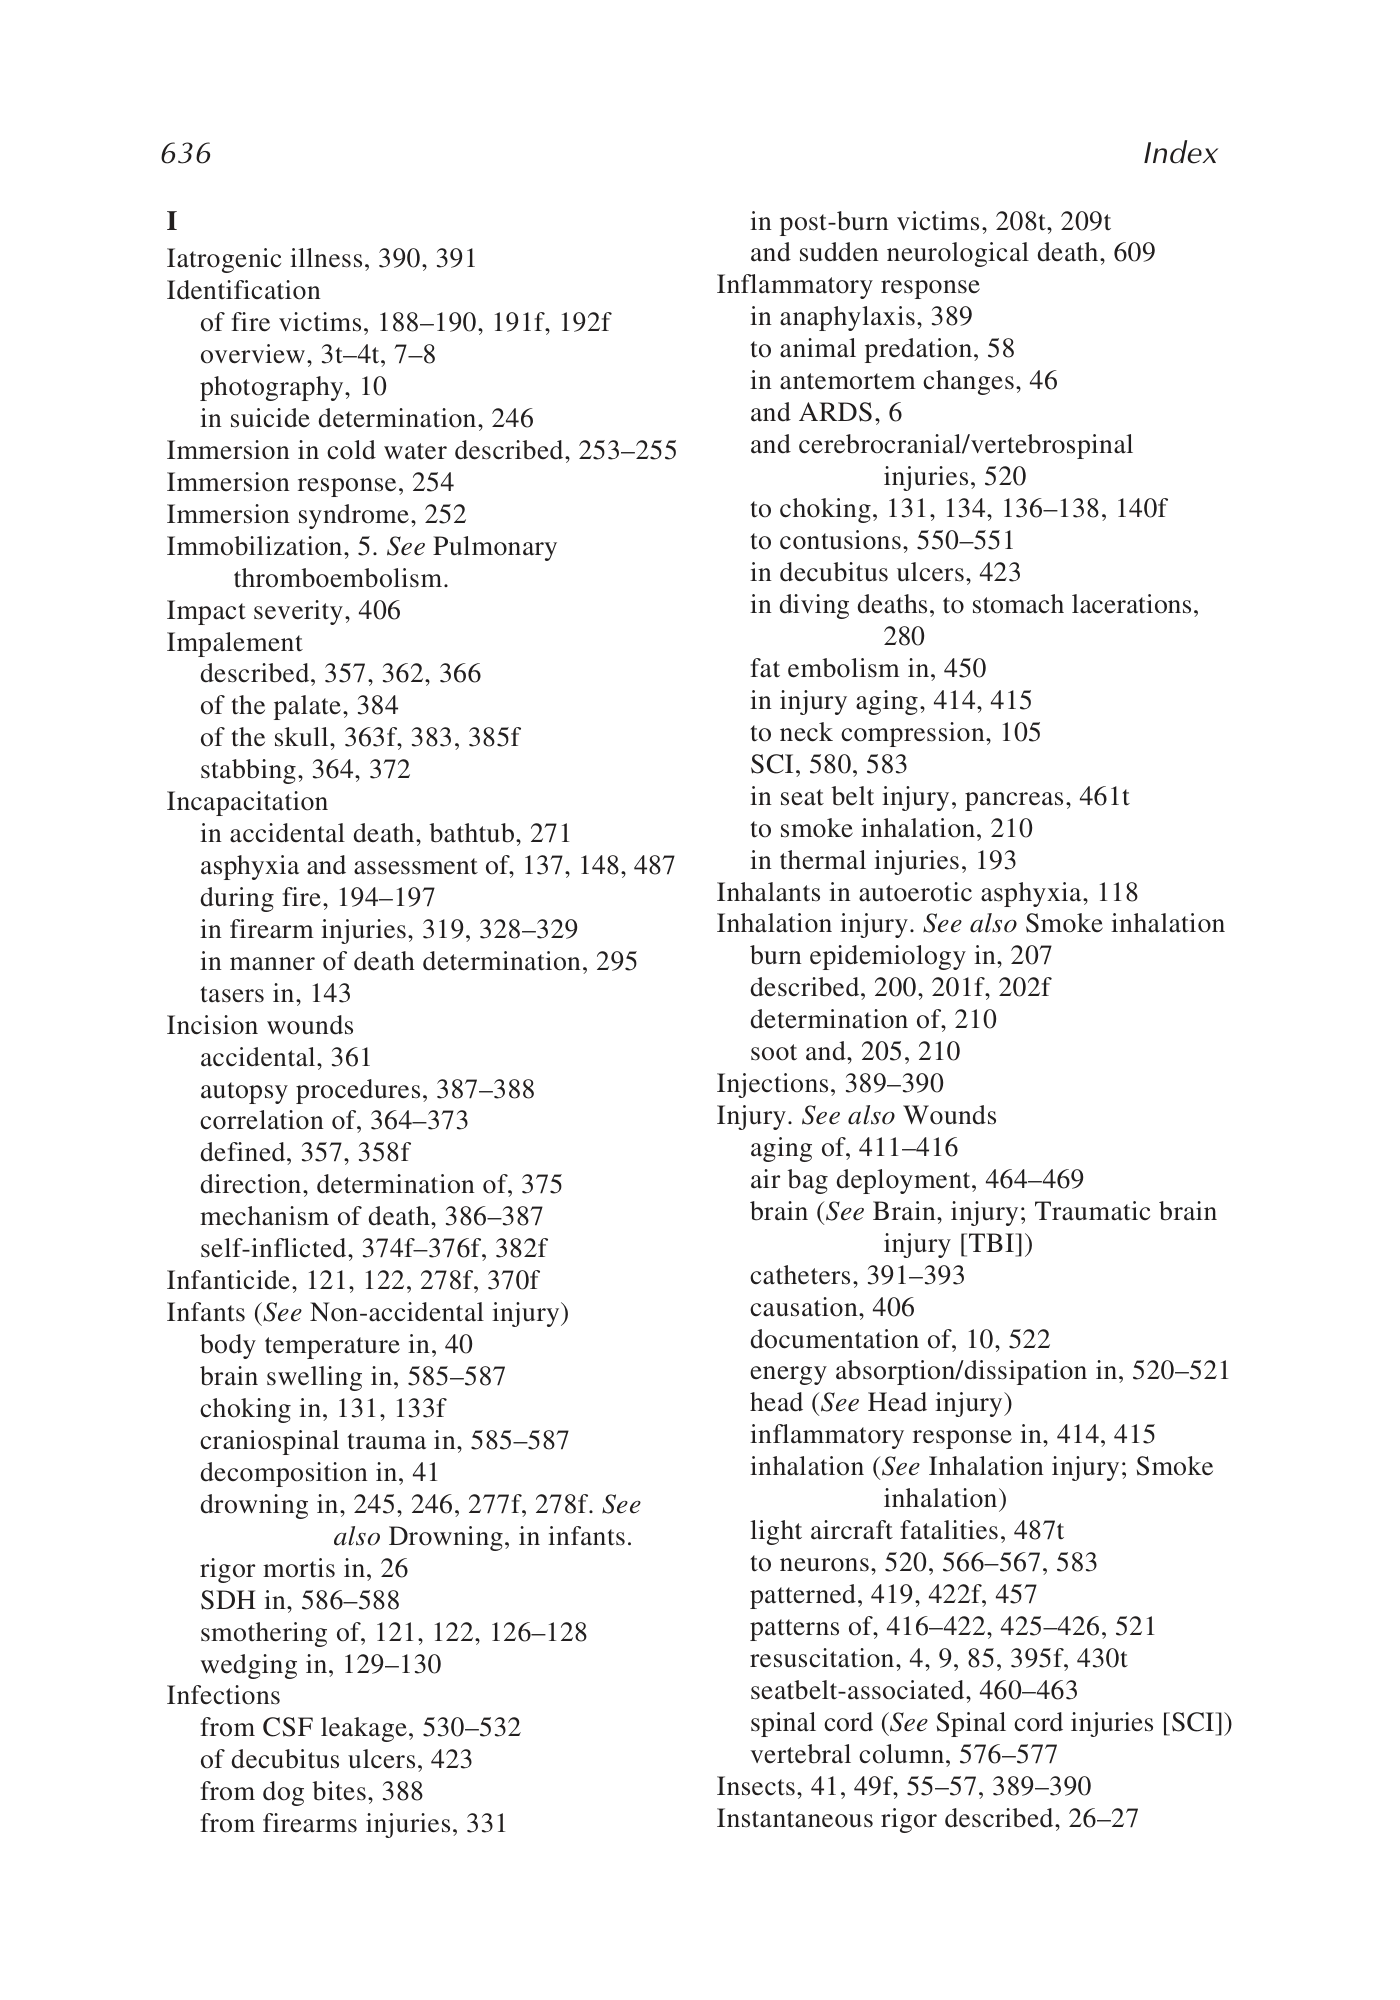 636
Index
I
Iatrogenic illness, 390, 391
Identification
of fire victims, 188–190, 191f, 192f
overview, 3t–4t, 7–8
photography, 10
in suicide determination, 246
Immersion in cold water described, 253–255
Immersion response, 254
Immersion syndrome, 252
Immobilization, 5. See Pulmonary
thromboembolism.
Impact severity, 406
Impalement
described, 357, 362, 366
of the palate, 384
of the skull, 363f, 383, 385f
stabbing, 364, 372
Incapacitation
in accidental death, bathtub, 271
asphyxia and assessment of, 137, 148, 487
during fire, 194–197
in firearm injuries, 319, 328–329
in manner of death determination, 295
tasers in, 143
Incision wounds
accidental, 361
autopsy procedures, 387–388
correlation of, 364–373
defined, 357, 358f
direction, determination of, 375
mechanism of death, 386–387
self-inflicted, 374f–376f, 382f
Infanticide, 121, 122, 278f, 370f
Infants (See Non-accidental injury)
body temperature in, 40
brain swelling in, 585–587
choking in, 131, 133f
craniospinal trauma in, 585–587
decomposition in, 41
drowning in, 245, 246, 277f, 278f. See
also Drowning, in infants.
rigor mortis in, 26
SDH in, 586–588
smothering of, 121, 122, 126–128
wedging in, 129–130
Infections
from CSF leakage, 530–532
of decubitus ulcers, 423
from dog bites, 388
from firearms injuries, 331
in post-burn victims, 208t, 209t
and sudden neurological death, 609
Inflammatory response
in anaphylaxis, 389
to animal predation, 58
in antemortem changes, 46
and ARDS, 6
and cerebrocranial/vertebrospinal
injuries, 520
to choking, 131, 134, 136–138, 140f
to contusions, 550–551
in decubitus ulcers, 423
in diving deaths, to stomach lacerations,
280
fat embolism in, 450
in injury aging, 414, 415
to neck compression, 105
SCI, 580, 583
in seat belt injury, pancreas, 461t
to smoke inhalation, 210
in thermal injuries, 193
Inhalants in autoerotic asphyxia, 118
Inhalation injury. See also Smoke inhalation
burn epidemiology in, 207
described, 200, 201f, 202f
determination of, 210
soot and, 205, 210
Injections, 389–390
Injury. See also Wounds
aging of, 411–416
air bag deployment, 464–469
brain (See Brain, injury; Traumatic brain
injury [TBI])
catheters, 391–393
causation, 406
documentation of, 10, 522
energy absorption/dissipation in, 520–521
head (See Head injury)
inflammatory response in, 414, 415
inhalation (See Inhalation injury; Smoke
inhalation)
light aircraft fatalities, 487t
to neurons, 520, 566–567, 583
patterned, 419, 422f, 457
patterns of, 416–422, 425–426, 521
resuscitation, 4, 9, 85, 395f, 430t
seatbelt-associated, 460–463
spinal cord (See Spinal cord injuries [SCI])
vertebral column, 576–577
Insects, 41, 49f, 55–57, 389–390
Instantaneous rigor described, 26–27